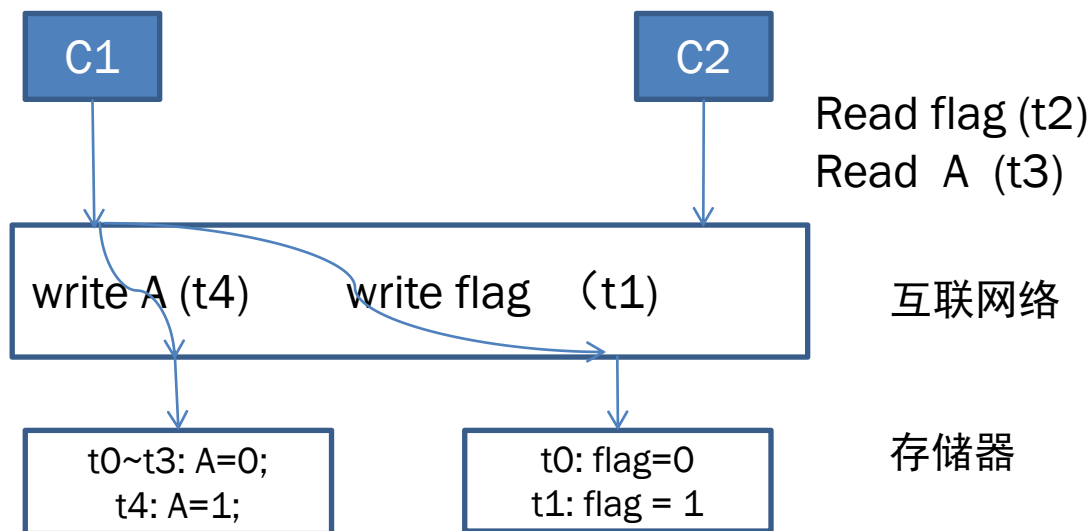 C1
C2
Read flag (t2)
Read A (t3)
write A (t4)
write flag （t1)
互联网络
t0~t3: A=0;
t4: A=1;
t0: flag=0
t1: flag = 1
存储器